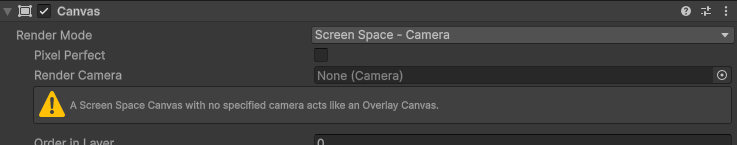 Canvas
Render Mode Screen Space - Camera
Pixel Perfect
Render Camera None (Camera)
A Screen Space Canvas with no specified camera acts like an Overlay Canvas.
Order in Layer 0